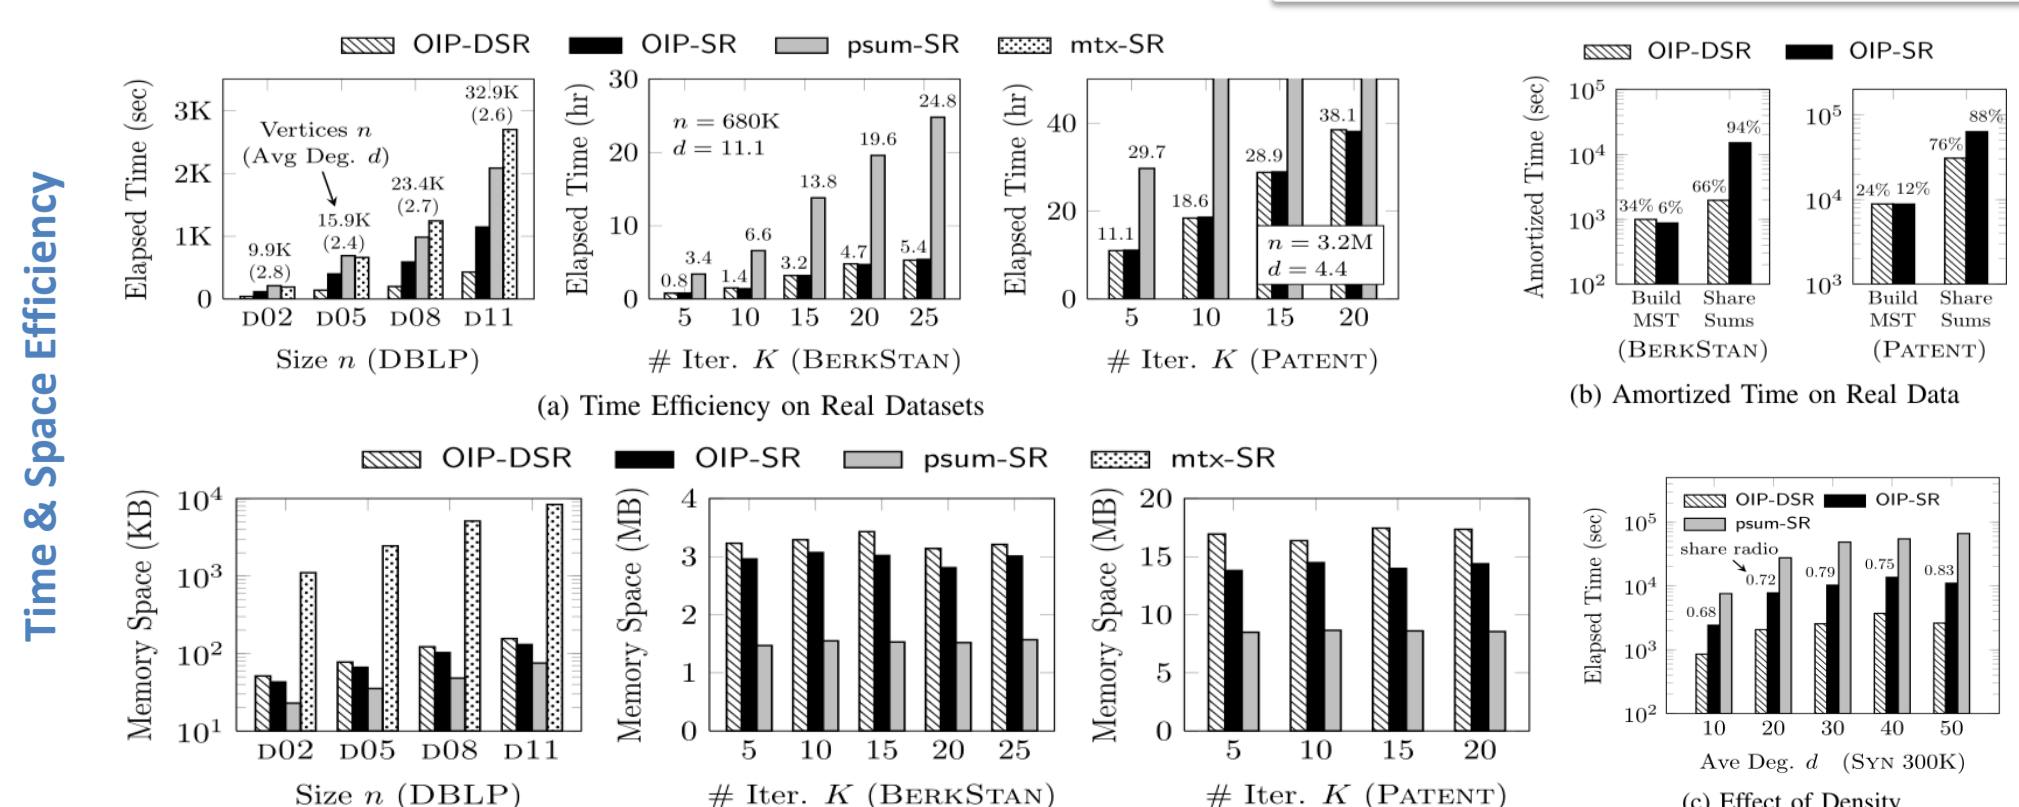 Time & Space Efficiency
OIP-DSR OIP-SR psum-SR mtx-SR
Elapsed Time (sec)
3K
2K
1K
0
Vertices n
(Avg Deg. d)
9.9K
(2.8)
15.9K
(2.4)
23.4K
(2.7)
32.9K
(2.6)
D02 D05 D08 D11
Size n (DBLP)
Elapsed Time (hr)
30
20
10
0
n = 680K
d = 11.1
0.8 3.4 1.4 6.6 3.2 13.8 4.7 19.6 5.4 24.8
5 10 15 20 25
# Iter. K (BERKSTAN)
Elapsed Time (hr)
40
20
0
11.1 29.7 18.6 28.9 38.1
n = 3.2M
d = 4.4
5 10 15 20
# Iter. K (PATENT)
(a) Time Efficiency on Real Datasets
OIP-DSR OIP-SR
Amortized Time (sec)
10^5
10^4
10^3
10^2
34% 6% 66% 94%
Build Share
MST Sums
(BERKSTAN)
10^5
10^4
10^3
24% 12% 76% 88%
Build Share
MST Sums
(PATENT)
(b) Amortized Time on Real Data
OIP-DSR OIP-SR psum-SR mtx-SR
Memory Space (KB)
10^4
10^3
10^2
10^1
D02 D05 D08 D11
Size n (DBLP)
Memory Space (MB)
4
3
2
1
0
5 10 15 20 25
# Iter. K (BERKSTAN)
Memory Space (MB)
20
15
10
5
0
5 10 15 20
# Iter. K (PATENT)
OIP-DSR OIP-SR
psum-SR
share radio
Elapsed Time (sec)
10^5
10^4
10^3
10^2
0.68 0.72 0.79 0.75 0.83
10 20 30 40 50
Ave Deg. d (SYN 300K)
(c) Effect of Density